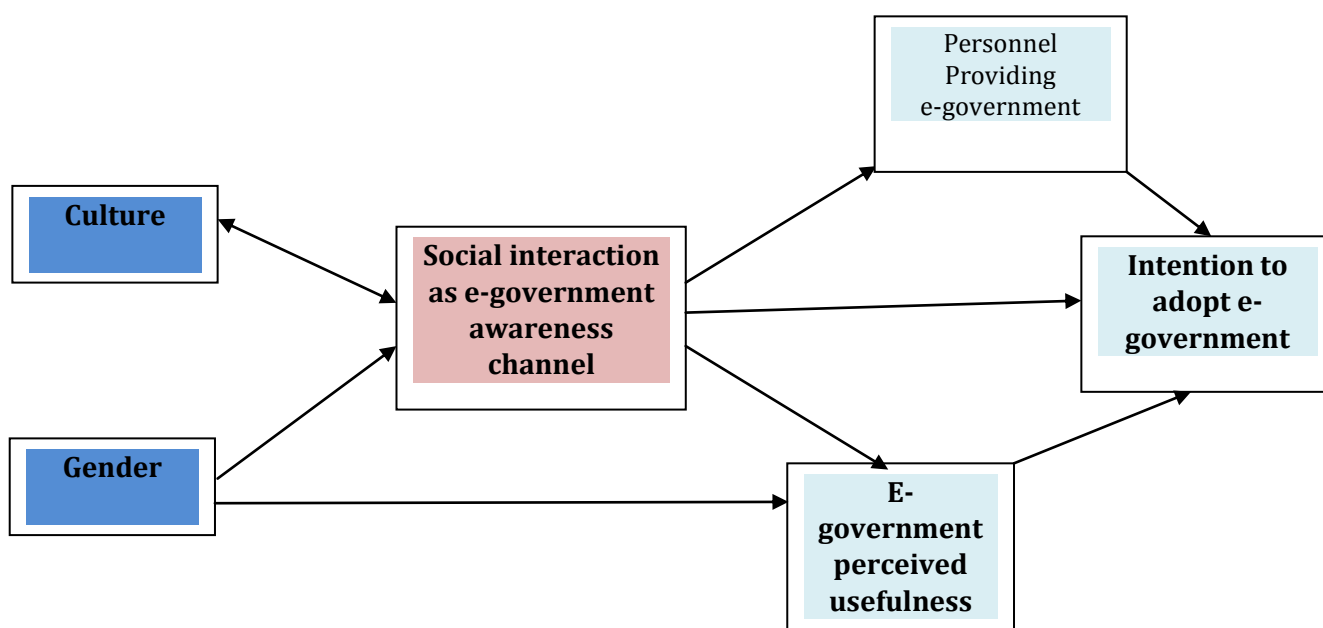 Personnel
Providing
e-government
Culture
Social interaction
as e-government
awareness
channel
Intention to
adopt e-
government
Gender
E-
government
perceived
usefulness